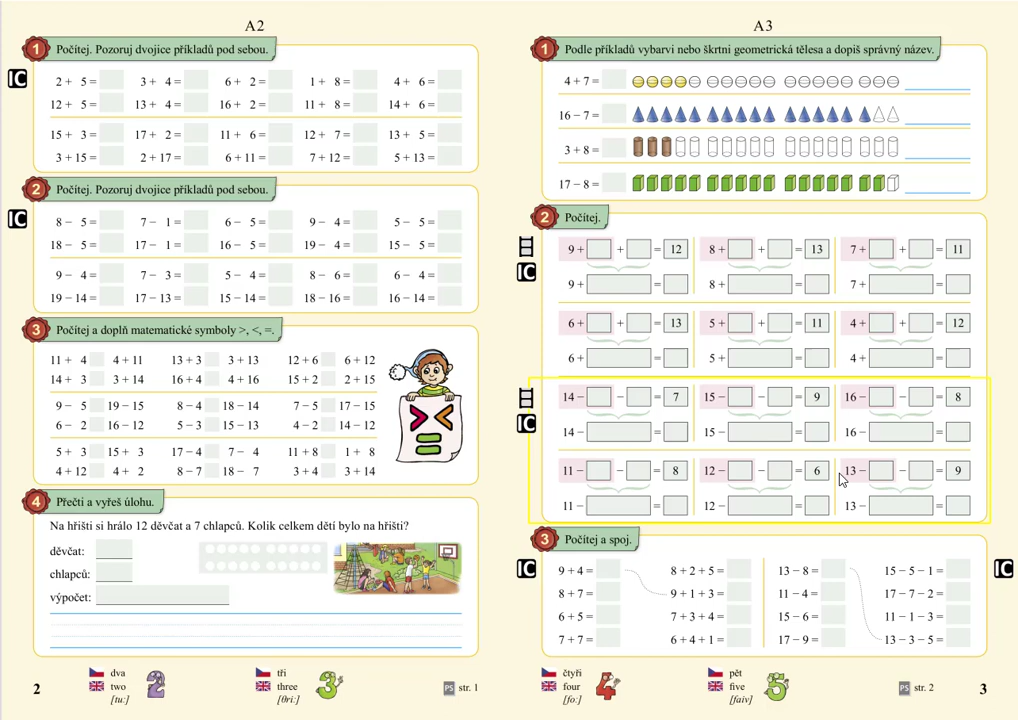 A2
1 Počítej. Pozoruj dvojice příkladů pod sebou.
IC
2 + 5 = 3 + 4 = 6 + 2 = 1 + 8 = 4 + 6 =
12 + 5 = 13 + 4 = 16 + 2 = 11 + 8 = 14 + 6 =
15 + 3 = 17 + 2 = 11 + 6 = 12 + 7 = 13 + 5 =
3 + 15 = 2 + 17 = 6 + 11 = 7 + 12 = 5 + 13 =
2 Počítej. Pozoruj dvojice příkladů pod sebou.
IC
8 − 5 = 7 − 1 = 6 − 5 = 9 − 4 = 5 − 5 =
18 − 5 = 17 − 1 = 16 − 5 = 19 − 4 = 15 − 5 =
9 − 4 = 7 − 3 = 5 − 4 = 8 − 6 = 6 − 4 =
19 − 14 = 17 − 13 = 15 − 14 = 18 − 16 = 16 − 14 =
3 Počítej a doplň matematické symboly >, <, =.
11 + 4 4 + 11 13 + 3 3 + 13 12 + 6 6 + 12
14 + 3 3 + 14 16 + 4 4 + 16 15 + 2 2 + 15
9 − 5 19 − 15 8 − 4 18 − 14 7 − 5 17 − 15
6 − 2 16 − 12 5 − 3 15 − 13 4 − 2 14 − 12
5 + 3 15 + 3 17 − 4 7 − 4 11 + 8 1 + 8
4 + 12 4 + 2 8 − 7 18 − 7 3 + 4 3 + 14
> <
=
4 Přečti a vyřeš úlohu.
Na hřišti si hrálo 12 děvčat a 7 chlapců. Kolik celkem dětí bylo na hřišti?
děvčat:
chlapců:
výpočet:
2
dva
two
[tu:]
2
tři
three
[θri:]
3
PS str. 1
A3
1 Podle příkladů vybarvi nebo škrtni geometrická tělesa a dopiš správný název.
4 + 7 =
16 − 7 =
3 + 8 =
17 − 8 =
2 Počítej.
IC
9 + + = 12 8 + + = 13 7 + + = 11
9 + = 8 + = 7 + =
6 + + = 13 5 + + = 11 4 + + = 12
6 + = 5 + = 4 + =
IC
14 − − = 7 15 − − = 9 16 − − = 8
14 − = 15 − = 16 − =
11 − − = 8 12 − − = 6 13 − − = 9
11 − = 12 − = 13 − =
3 Počítej a spoj.
IC IC
9 + 4 = 8 + 2 + 5 = 13 − 8 = 15 − 5 − 1 =
8 + 7 = 9 + 1 + 3 = 11 − 4 = 17 − 7 − 2 =
6 + 5 = 7 + 3 + 4 = 15 − 6 = 11 − 1 − 3 =
7 + 7 = 6 + 4 + 1 = 17 − 9 = 13 − 3 − 5 =
čtyři
four
[fo:]
4
pět
five
[faiv]
5
PS str. 2
3